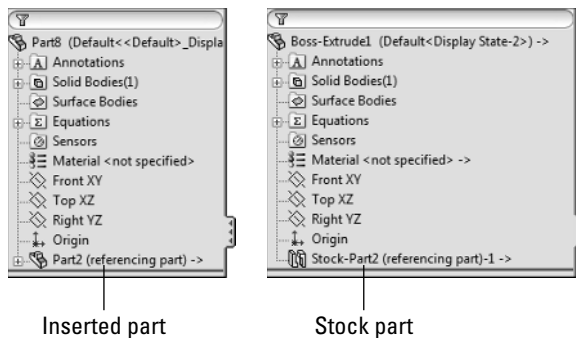 Part8 (Default<<Default>_Displa
A Annotations
Solid Bodies(1)
Surface Bodies
Σ Equations
Sensors
Material <not specified>
Front XY
Top XZ
Right YZ
Origin
Part2 (referencing part) ->
Inserted part
Boss-Extrude1 (Default<Display State-2>) ->
A Annotations
Solid Bodies(1)
Surface Bodies
Σ Equations
Sensors
Material <not specified> ->
Front XY
Top XZ
Right YZ
Origin
Stock-Part2 (referencing part)-1 ->
Stock part